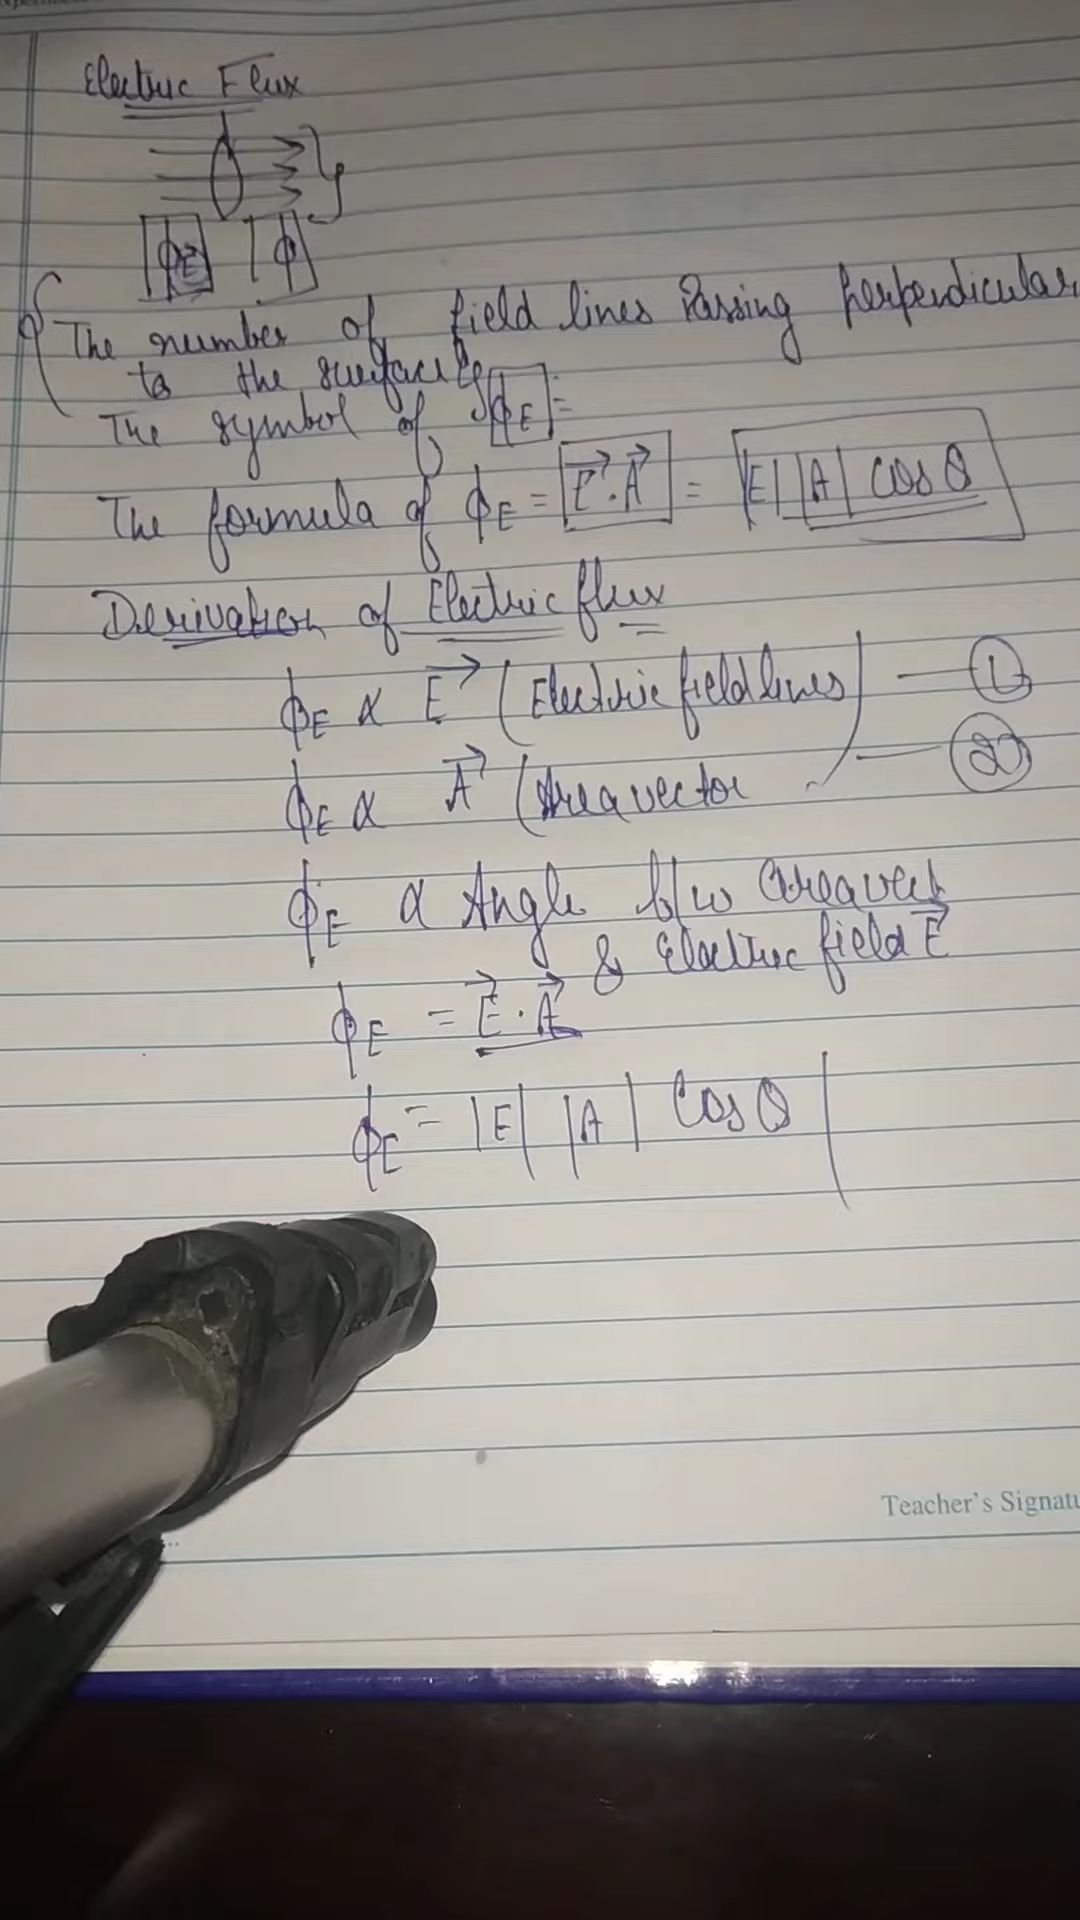 Electric Flux
ϕE ϕ
The number of field lines Passing perpendicular
to the surface
The symbol of ϕE =
The formula of ϕE = E⃗ . A⃗ = |E||A| cos θ
Derivation of Electric flux
ϕE α E⃗ (Electric field lines) — 1
ϕE α A⃗ (Area vector — 2
ϕE α Angle b/w Areavect
& Electric field E⃗
ϕE = E⃗ . A⃗
ϕE = |E| |A| Cos θ
Teacher's Signatu